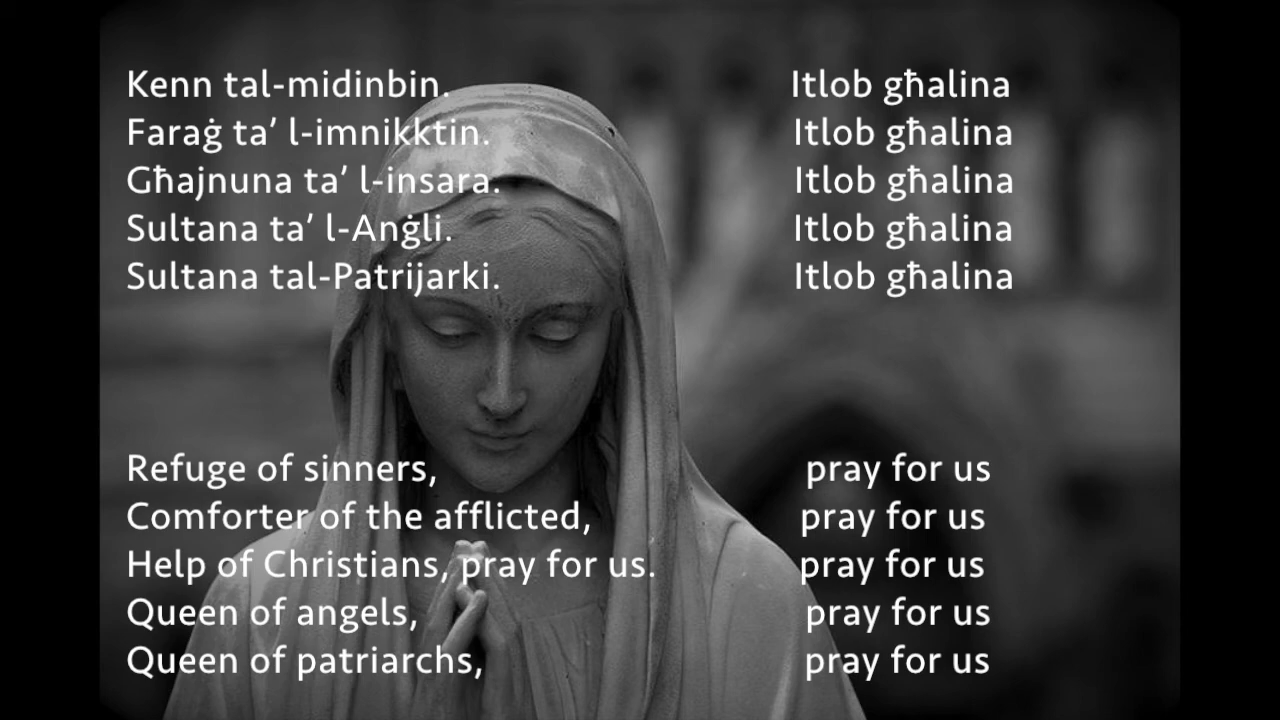 Kenn tal-midinbin. Itlob għalina
Faraġ ta’ l-imnikktin. Itlob għalina
Għajnuna ta’ l-insara. Itlob għalina
Sultana ta’ l-Anġli. Itlob għalina
Sultana tal-Patrijarki. Itlob għalina
Refuge of sinners, pray for us
Comforter of the afflicted, pray for us
Help of Christians, pray for us. pray for us
Queen of angels, pray for us
Queen of patriarchs, pray for us